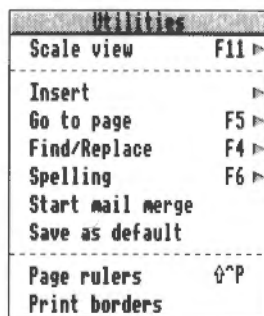 Utilities
Scale view F11 ▷
Insert ▷
Go to page F5 ▷
Find/Replace F4 ▷
Spelling F6 ▷
Start mail merge
Save as default
Page rulers ⇧^P
Print borders